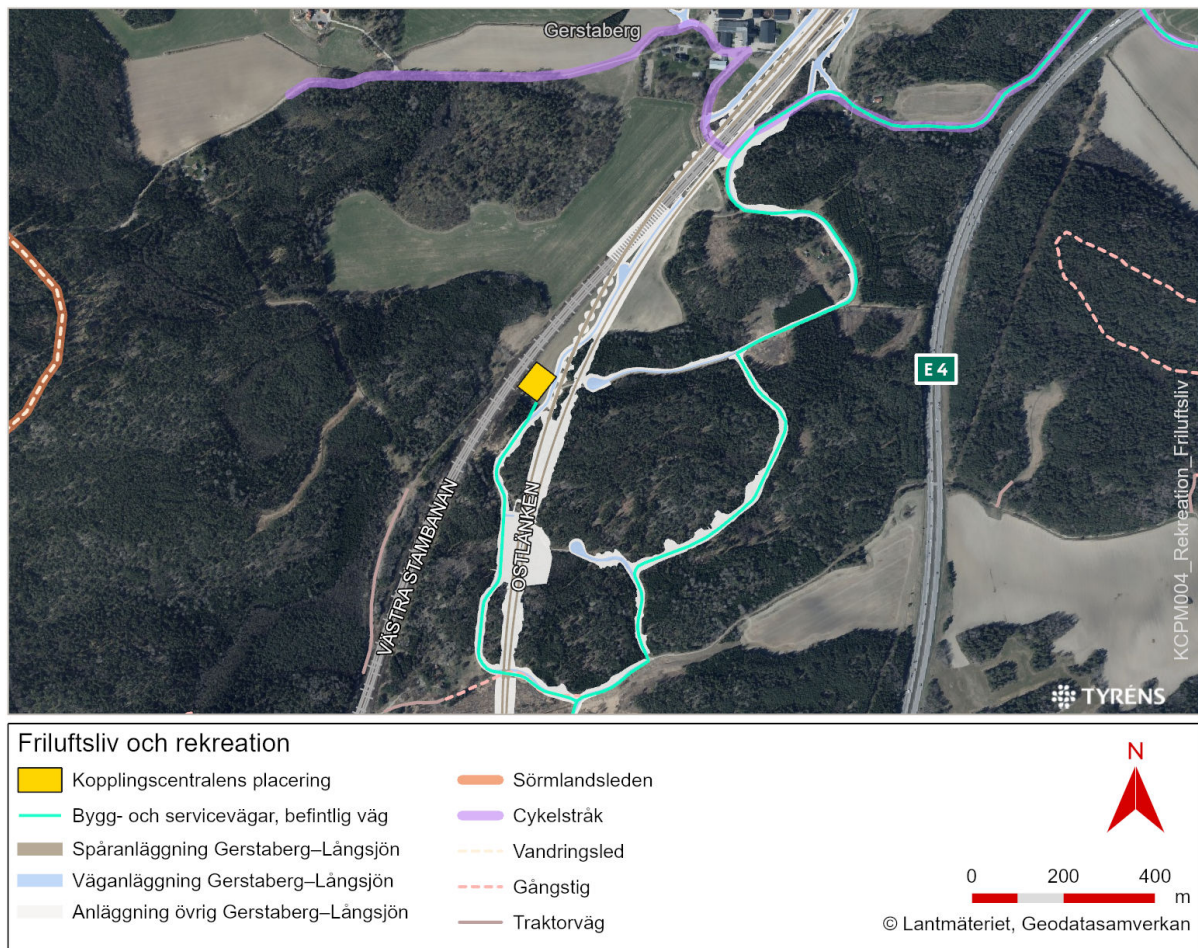 Gerstaberg
E4
VÄSTRA STAMBANAN
OSTLÄNKEN
KCPM004_Rekreation_Friluftsliv
TYRÉNS
Friluftsliv och rekreation
Kopplingscentralens placering
Bygg- och servicevägar, befintlig väg
Spåranläggning Gerstaberg–Långsjön
Väganläggning Gerstaberg–Långsjön
Anläggning övrig Gerstaberg–Långsjön
Sörmlandsleden
Cykelstråk
Vandringsled
Gångstig
Traktorväg
N
0 200 400
m
© Lantmäteriet, Geodatasamverkan